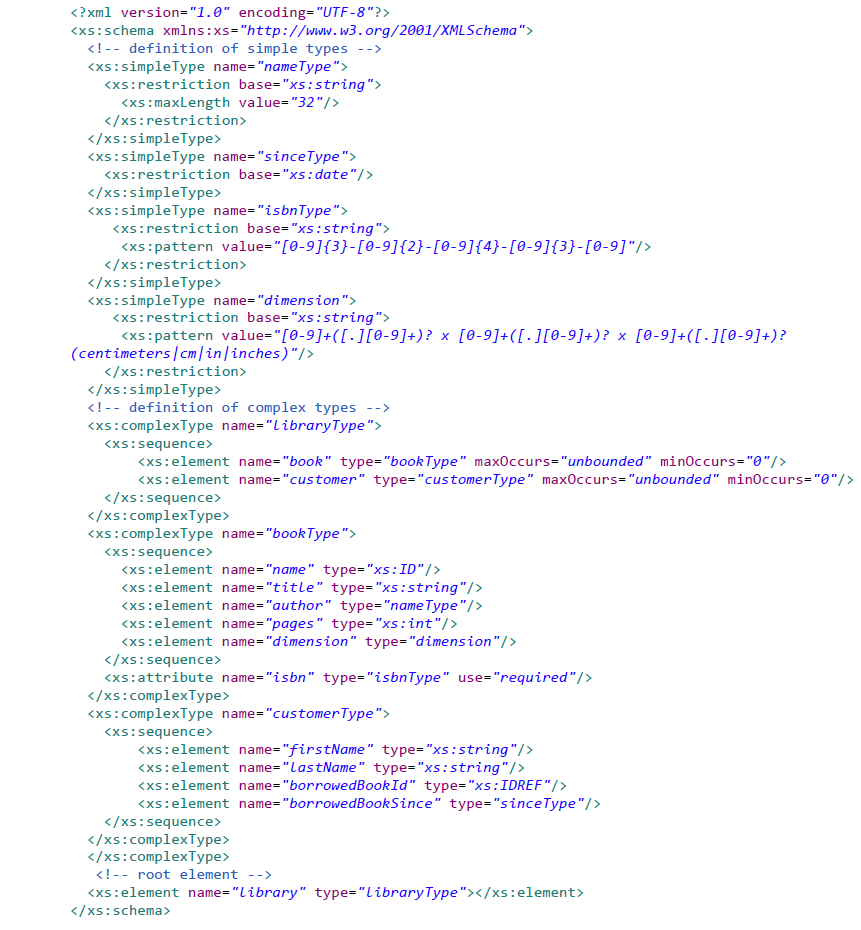 <?xml version="1.0" encoding="UTF-8"?>
<xs:schema xmlns:xs="http://www.w3.org/2001/XMLSchema">
<!-- definition of simple types -->
<xs:simpleType name="nameType">
<xs:restriction base="xs:string">
<xs:maxLength value="32"/>
</xs:restriction>
</xs:simpleType>
<xs:simpleType name="sinceType">
<xs:restriction base="xs:date"/>
</xs:simpleType>
<xs:simpleType name="isbnType">
<xs:restriction base="xs:string">
<xs:pattern value="[0-9]{3}-[0-9]{2}-[0-9]{4}-[0-9]{3}-[0-9]"/>
</xs:restriction>
</xs:simpleType>
<xs:simpleType name="dimension">
<xs:restriction base="xs:string">
<xs:pattern value="[0-9]+([.][0-9]+)? x [0-9]+([.][0-9]+)? x [0-9]+([.][0-9]+)?
(centimeters|cm|in|inches)"/>
</xs:restriction>
</xs:simpleType>
<!-- definition of complex types -->
<xs:complexType name="libraryType">
<xs:sequence>
<xs:element name="book" type="bookType" maxOccurs="unbounded" minOccurs="0"/>
<xs:element name="customer" type="customerType" maxOccurs="unbounded" minOccurs="0"/>
</xs:sequence>
</xs:complexType>
<xs:complexType name="bookType">
<xs:sequence>
<xs:element name="name" type="xs:ID"/>
<xs:element name="title" type="xs:string"/>
<xs:element name="author" type="nameType"/>
<xs:element name="pages" type="xs:int"/>
<xs:element name="dimension" type="dimension"/>
</xs:sequence>
<xs:attribute name="isbn" type="isbnType" use="required"/>
</xs:complexType>
<xs:complexType name="customerType">
<xs:sequence>
<xs:element name="firstName" type="xs:string"/>
<xs:element name="lastName" type="xs:string"/>
<xs:element name="borrowedBookId" type="xs:IDREF"/>
<xs:element name="borrowedBookSince" type="sinceType"/>
</xs:sequence>
</xs:complexType>
</xs:complexType>
<!-- root element -->
<xs:element name="library" type="libraryType"></xs:element>
</xs:schema>